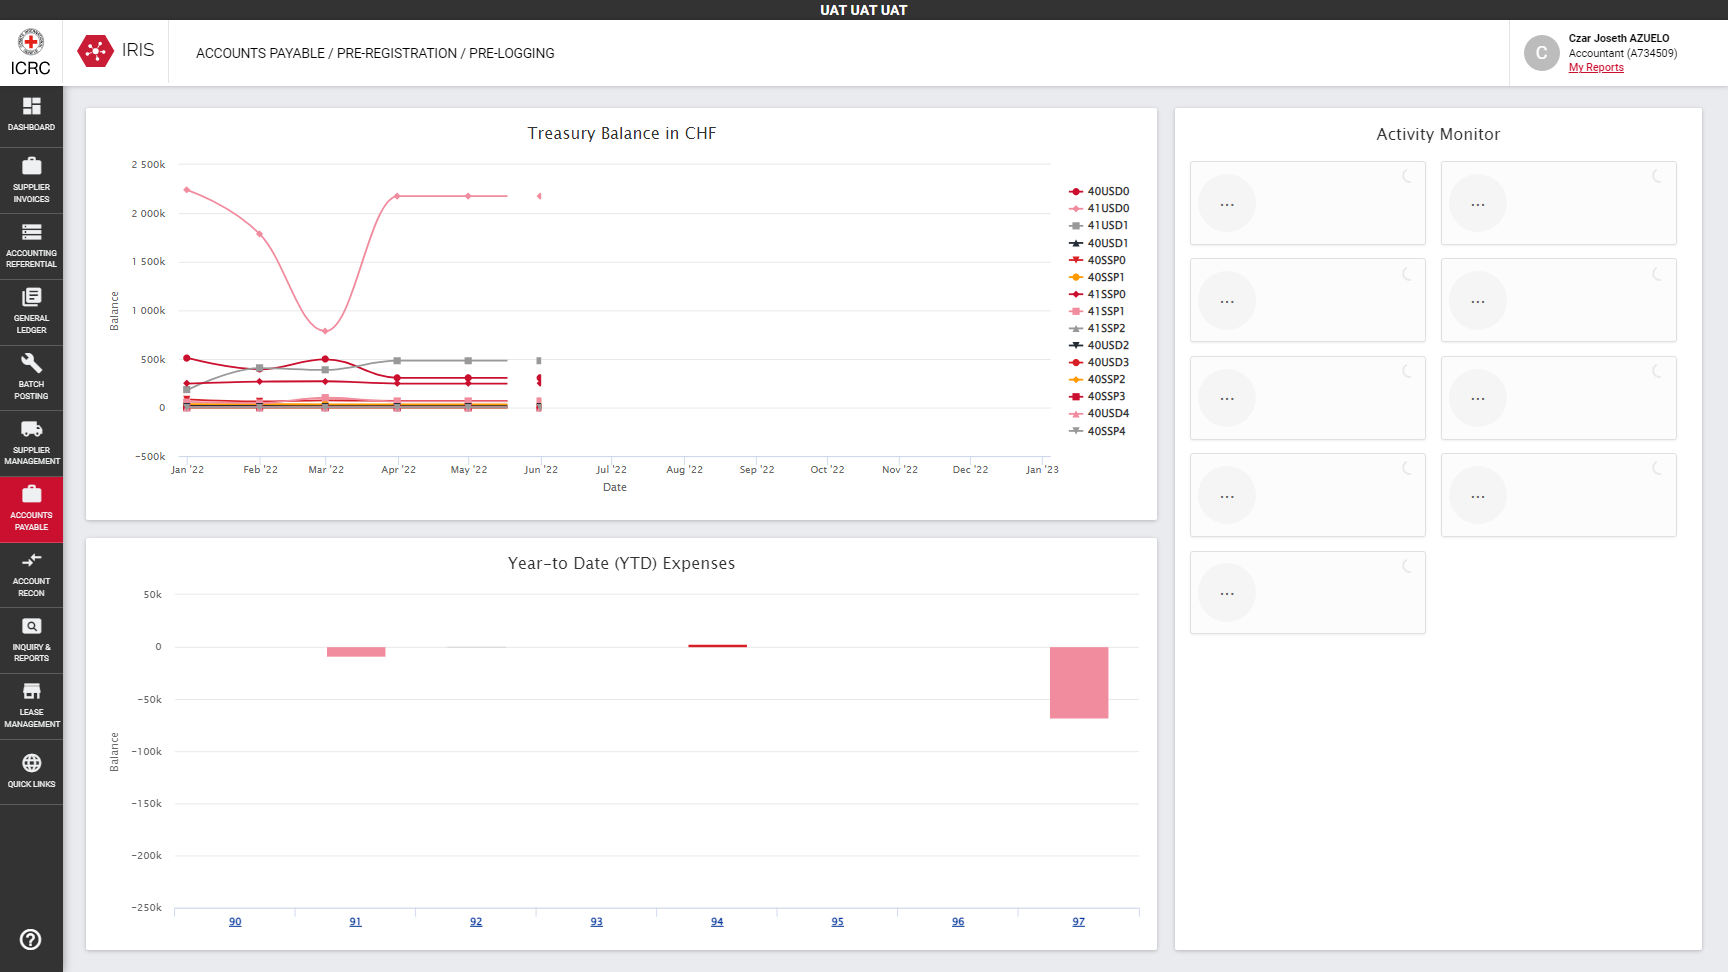 UAT UAT UAT
ICRC
IRIS
ACCOUNTS PAYABLE / PRE-REGISTRATION / PRE-LOGGING
C
Czar Joseth AZUELO
Accountant (A734509)
My Reports
DASHBOARD
SUPPLIER
INVOICES
ACCOUNTING
REFERENTIAL
GENERAL
LEDGER
BATCH
POSTING
SUPPLIER
MANAGEMENT
ACCOUNTS
PAYABLE
ACCOUNT
RECON
INQUIRY &
REPORTS
LEASE
MANAGEMENT
QUICK LINKS
Treasury Balance in CHF
2 500k
2 000k
1 500k
1 000k
500k
0
−500k
Balance
Jan '22 Feb '22 Mar '22 Apr '22 May '22 Jun '22 Jul '22 Aug '22 Sep '22 Oct '22 Nov '22 Dec '22 Jan '23
Date
40USD0
41USD0
41USD1
40USD1
40SSP0
40SSP1
41SSP0
41SSP1
41SSP2
40USD2
40USD3
40SSP2
40SSP3
40USD4
40SSP4
Year-to Date (YTD) Expenses
50k
0
−50k
−100k
−150k
−200k
−250k
Balance
90 91 92 93 94 95 96 97
Activity Monitor
... ...
... ...
... ...
... ...
...